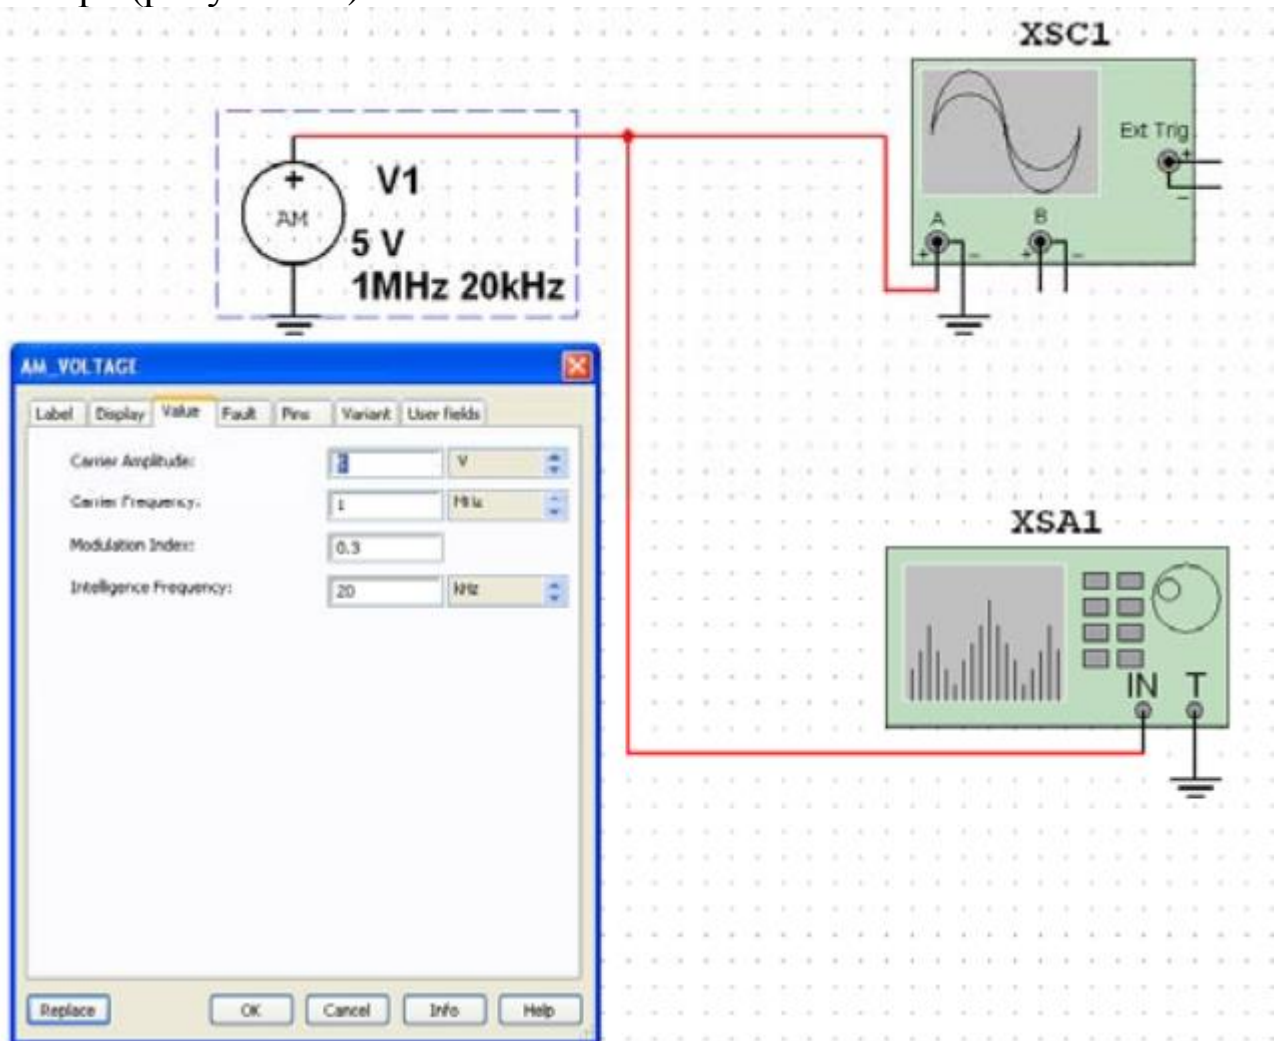 XSC1
Ext Trig
+
−
A
B
+
−
+
−
+
AM
V1
5 V
1MHz 20kHz
AM_VOLTAGE
Label Display Value Fault Pins Variant User fields
Carrier Amplitude: V
Carrier Frequency: 1 MHz
Modulation Index: 0.3
Intelligence Frequency: 20 kHz
Replace OK Cancel Info Help
XSA1
IN T